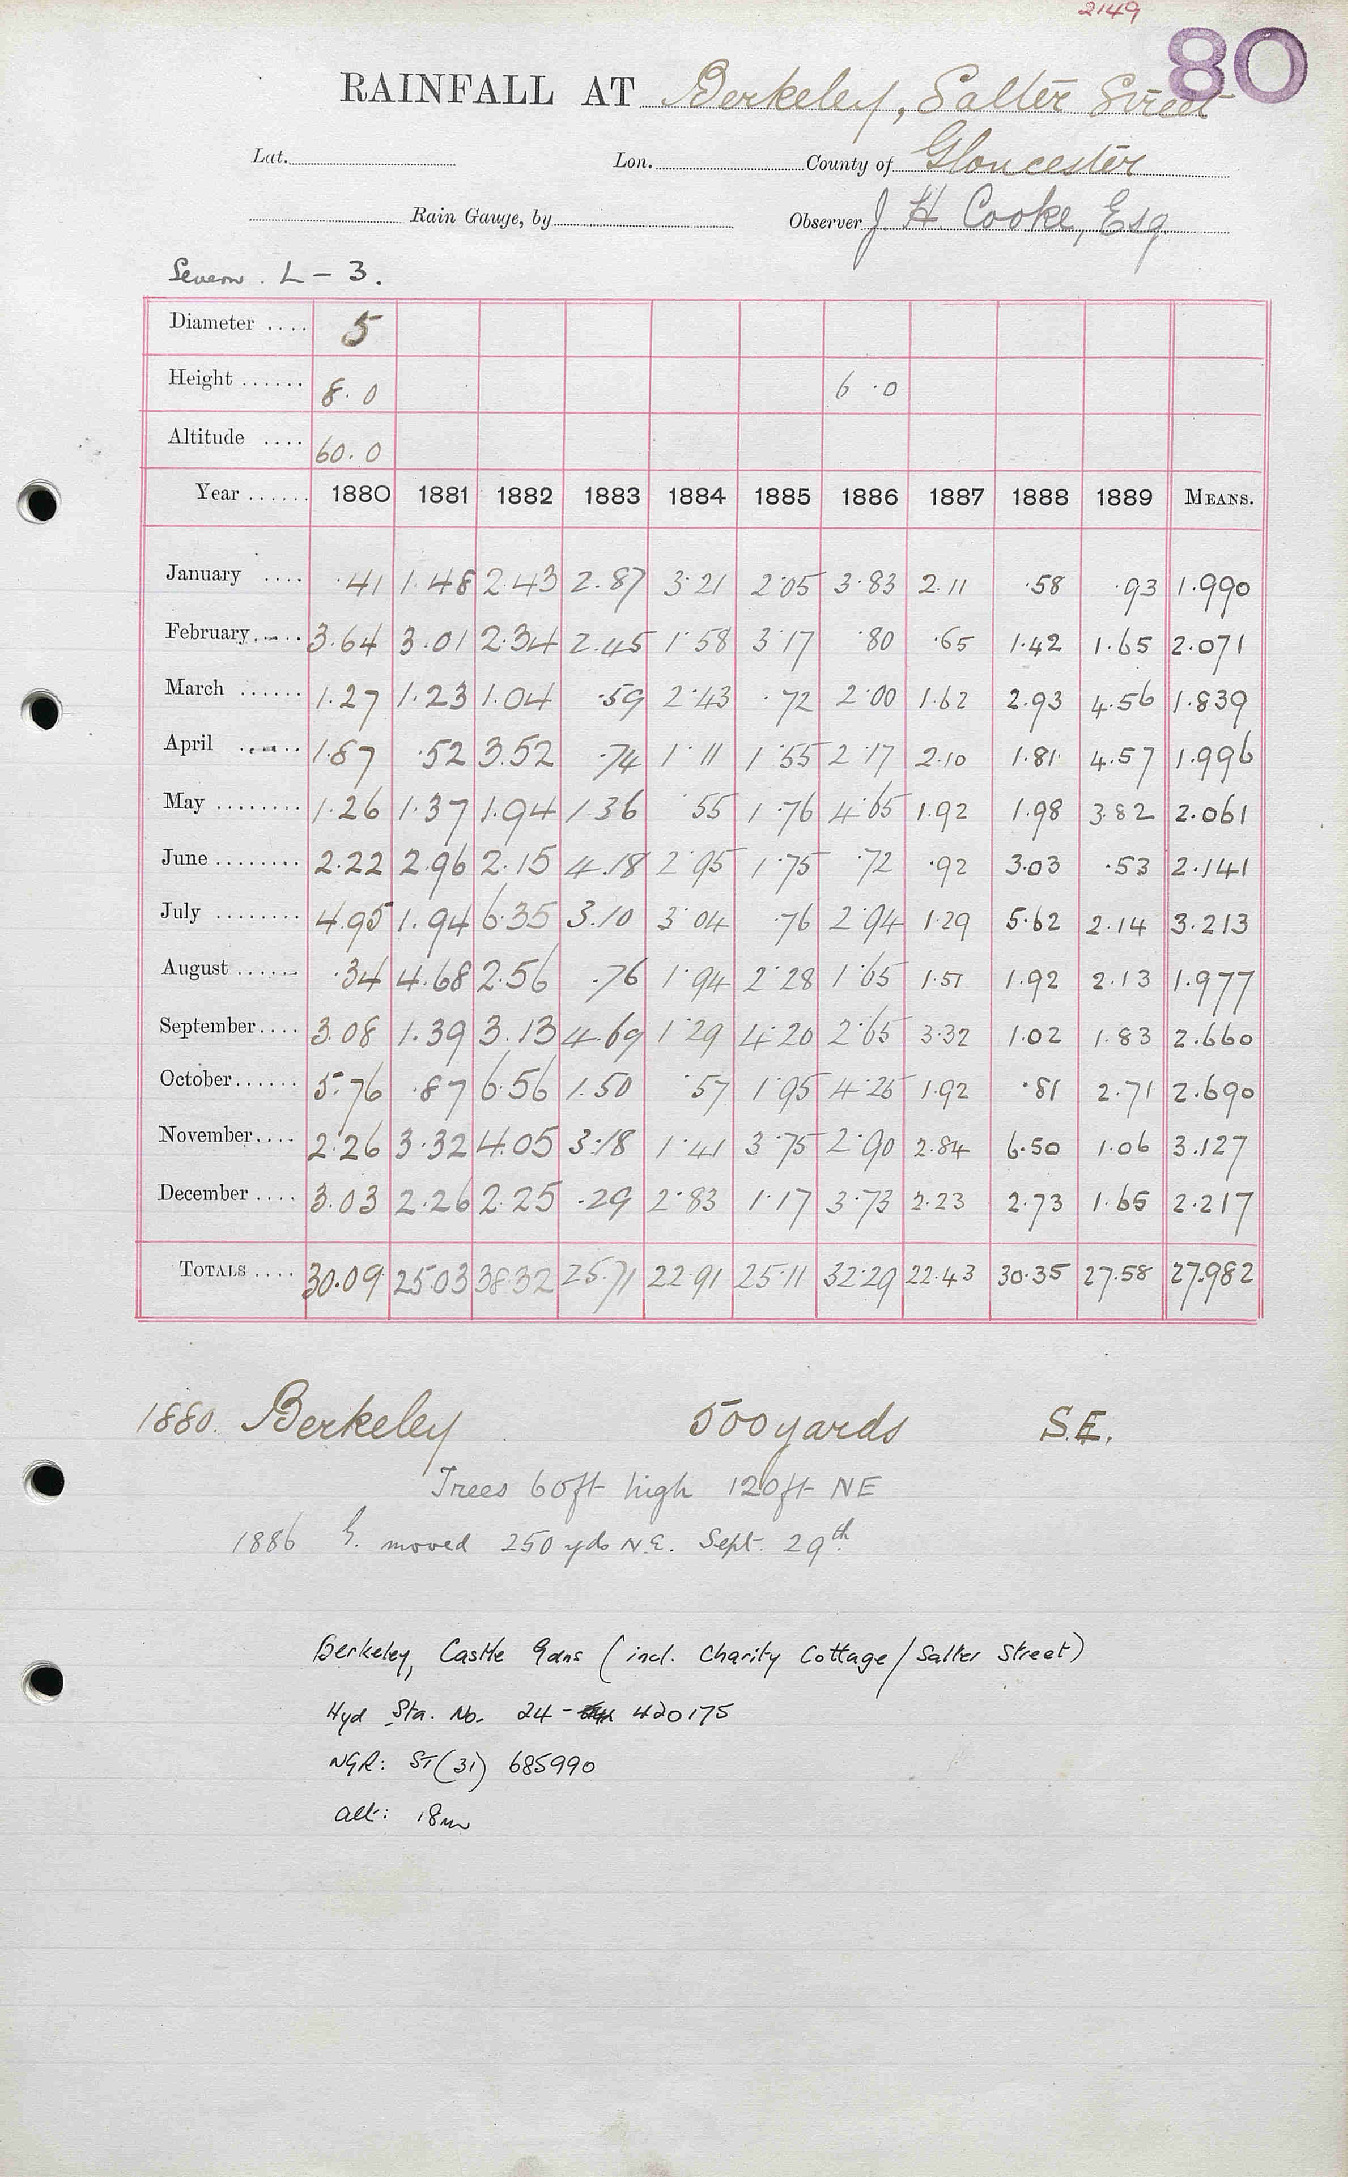 2149
80
RAINFALL AT Berkeley, Salter Street
Lat. Lon. County of Gloucester
Rain Gauge, by Observer J H Cooke, Esq
Severn . L - 3.
Diameter .... 5
Height ...... 8.0 6.0
Altitude .... 60.0
Year ...... 1880 1881 1882 1883 1884 1885 1886 1887 1888 1889 MEANS.
January .... .41 1.48 2.43 2.87 3.21 2.05 3.83 2.11 .58 .93 1.990
February..... 3.64 3.01 2.34 2.45 1.58 3.17 .80 .65 1.42 1.65 2.071
March ...... 1.27 1.23 1.04 .59 2.43 .72 2.00 1.62 2.93 4.56 1.839
April ..... 1.87 .52 3.52 .74 1.11 1.55 2.17 2.10 1.81 4.57 1.996
May ........ 1.26 1.37 1.94 1.36 .55 1.76 4.65 1.92 1.98 3.82 2.061
June ........ 2.22 2.96 2.15 4.18 2.95 1.75 .72 .92 3.03 .53 2.141
July ........ 4.95 1.94 6.35 3.10 3.04 .76 2.94 1.29 5.62 2.14 3.213
August ...... .34 4.68 2.56 .76 1.94 2.28 1.65 1.51 1.92 2.13 1.977
September.... 3.08 1.39 3.13 4.69 1.29 4.20 2.65 3.32 1.02 1.83 2.660
October...... 5.76 .87 6.56 1.50 .57 1.95 4.25 1.92 .81 2.71 2.690
November.... 2.26 3.32 4.05 3.18 1.41 3.75 2.90 2.84 6.50 1.06 3.127
December .... 3.03 2.26 2.25 .29 2.83 1.17 3.73 2.23 2.73 1.65 2.217
TOTALS .... 30.09 25.03 38.32 25.71 22.91 25.11 32.29 22.43 30.35 27.58 27.982
1880. Berkeley 500 yards S.E.
Trees 60ft high 120ft NE
1886 G. moved 250 yds N.E. Sept. 29th
Berkeley, Castle Gdns (incl. Charity Cottage/Salter Street)
Hyd Sta. No. 24 - 420175
NGR: ST(31) 685990
alt: 18m